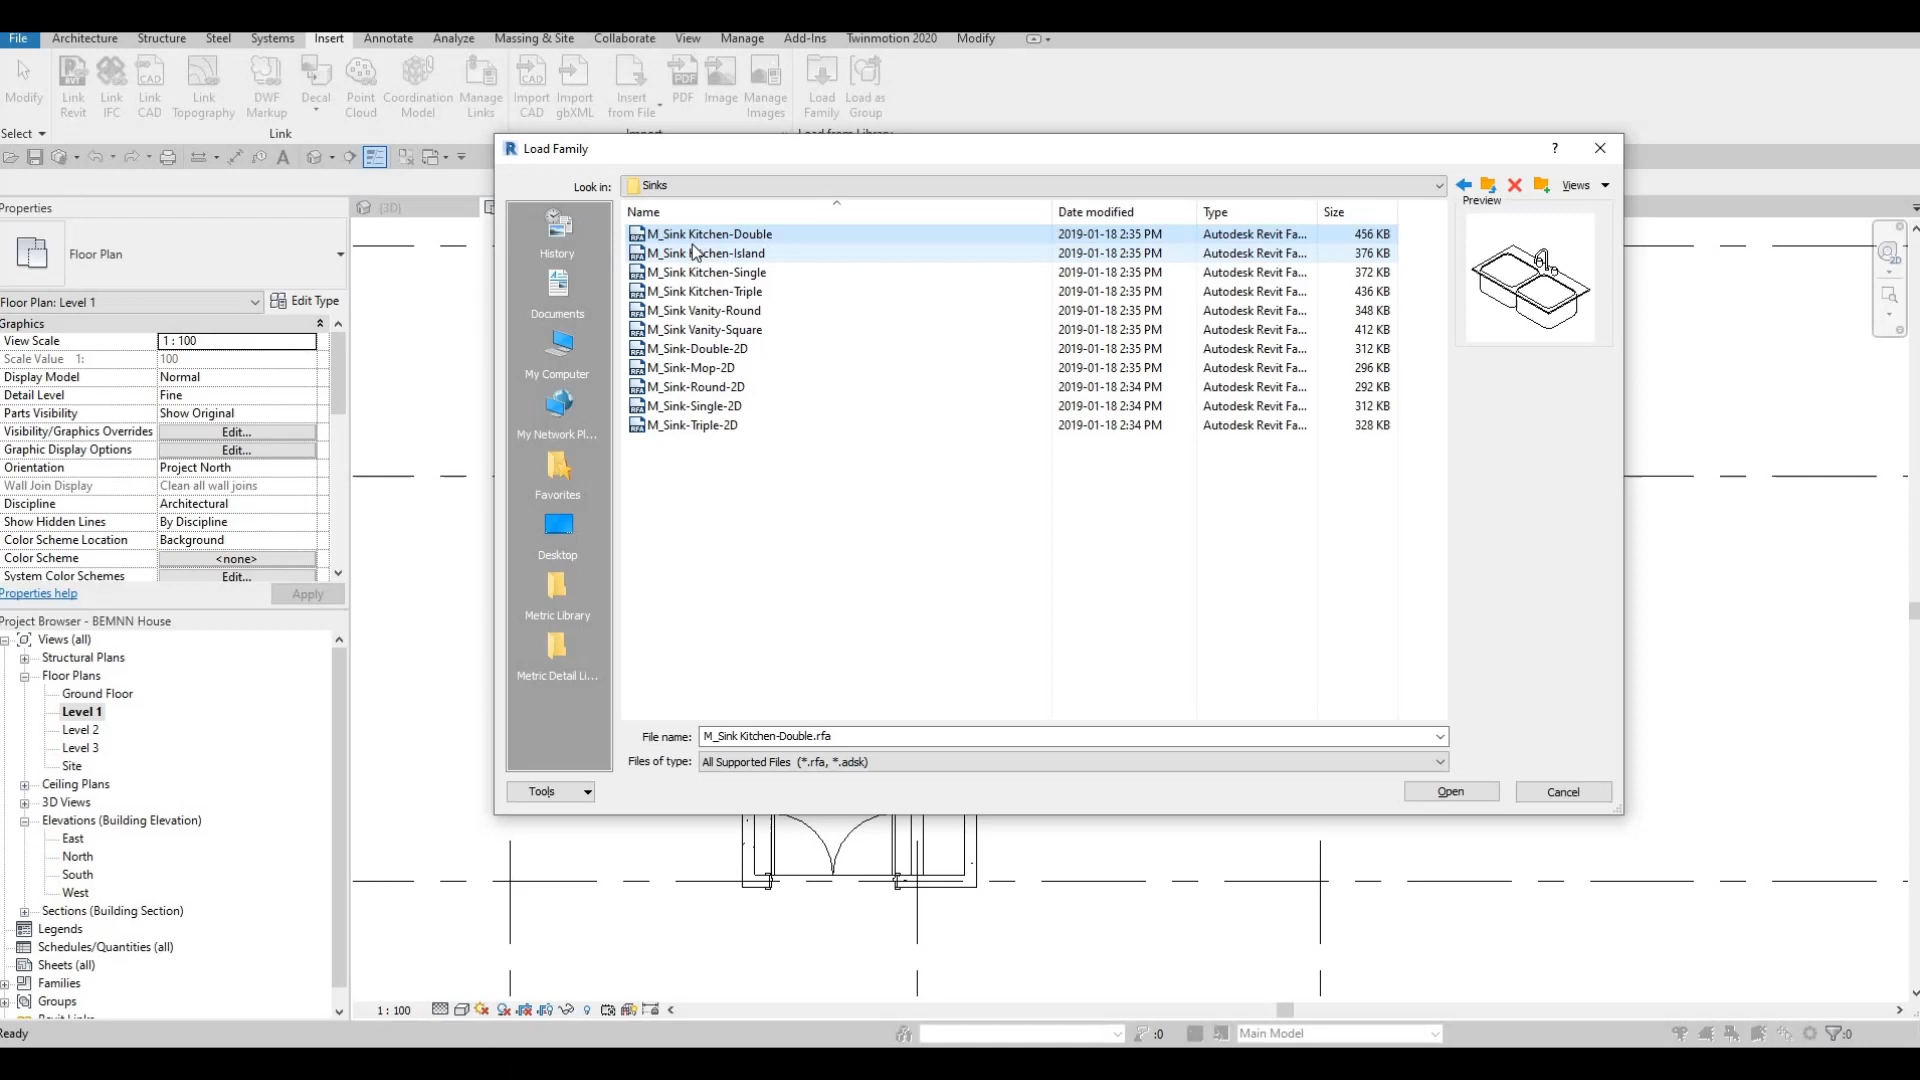 File Architecture Structure Steel Systems Insert Annotate Analyze Massing & Site Collaborate View Manage Add-Ins Twinmotion 2020 Modify
Modify
Link Revit
Link IFC
Link CAD
Link Topography
DWF Markup
Decal
Point Cloud
Coordination Model
Manage Links
Import CAD
Import gbXML
Insert from File
PDF
Image
Manage Images
Load Family
Load as Group
Select
Link
Load Family
?
Look in: Sinks
Views
Name Date modified Type Size
M_Sink Kitchen-Double 2019-01-18 2:35 PM Autodesk Revit Fa... 456 KB
M_Sink Kitchen-Island 2019-01-18 2:35 PM Autodesk Revit Fa... 376 KB
M_Sink Kitchen-Single 2019-01-18 2:35 PM Autodesk Revit Fa... 372 KB
M_Sink Kitchen-Triple 2019-01-18 2:35 PM Autodesk Revit Fa... 436 KB
M_Sink Vanity-Round 2019-01-18 2:35 PM Autodesk Revit Fa... 348 KB
M_Sink Vanity-Square 2019-01-18 2:35 PM Autodesk Revit Fa... 412 KB
M_Sink-Double-2D 2019-01-18 2:35 PM Autodesk Revit Fa... 312 KB
M_Sink-Mop-2D 2019-01-18 2:35 PM Autodesk Revit Fa... 296 KB
M_Sink-Round-2D 2019-01-18 2:34 PM Autodesk Revit Fa... 292 KB
M_Sink-Single-2D 2019-01-18 2:34 PM Autodesk Revit Fa... 312 KB
M_Sink-Triple-2D 2019-01-18 2:34 PM Autodesk Revit Fa... 328 KB
Preview
History
Documents
My Computer
My Network Pl...
Favorites
Desktop
Metric Library
Metric Detail Li...
File name: M_Sink Kitchen-Double.rfa
Files of type: All Supported Files (*.rfa, *.adsk)
Tools
Open
Cancel
{3D}
Properties
Floor Plan
Floor Plan: Level 1
Edit Type
Graphics
View Scale 1 : 100
Scale Value 1: 100
Display Model Normal
Detail Level Fine
Parts Visibility Show Original
Visibility/Graphics Overrides Edit...
Graphic Display Options Edit...
Orientation Project North
Wall Join Display Clean all wall joins
Discipline Architectural
Show Hidden Lines By Discipline
Color Scheme Location Background
Color Scheme <none>
System Color Schemes Edit...
Properties help
Apply
Project Browser - BEMNN House
Views (all)
Structural Plans
Floor Plans
Ground Floor
Level 1
Level 2
Level 3
Site
Ceiling Plans
3D Views
Elevations (Building Elevation)
East
North
South
West
Sections (Building Section)
Legends
Schedules/Quantities (all)
Sheets (all)
Families
Groups
1 : 100
Ready
:0
Main Model
:0